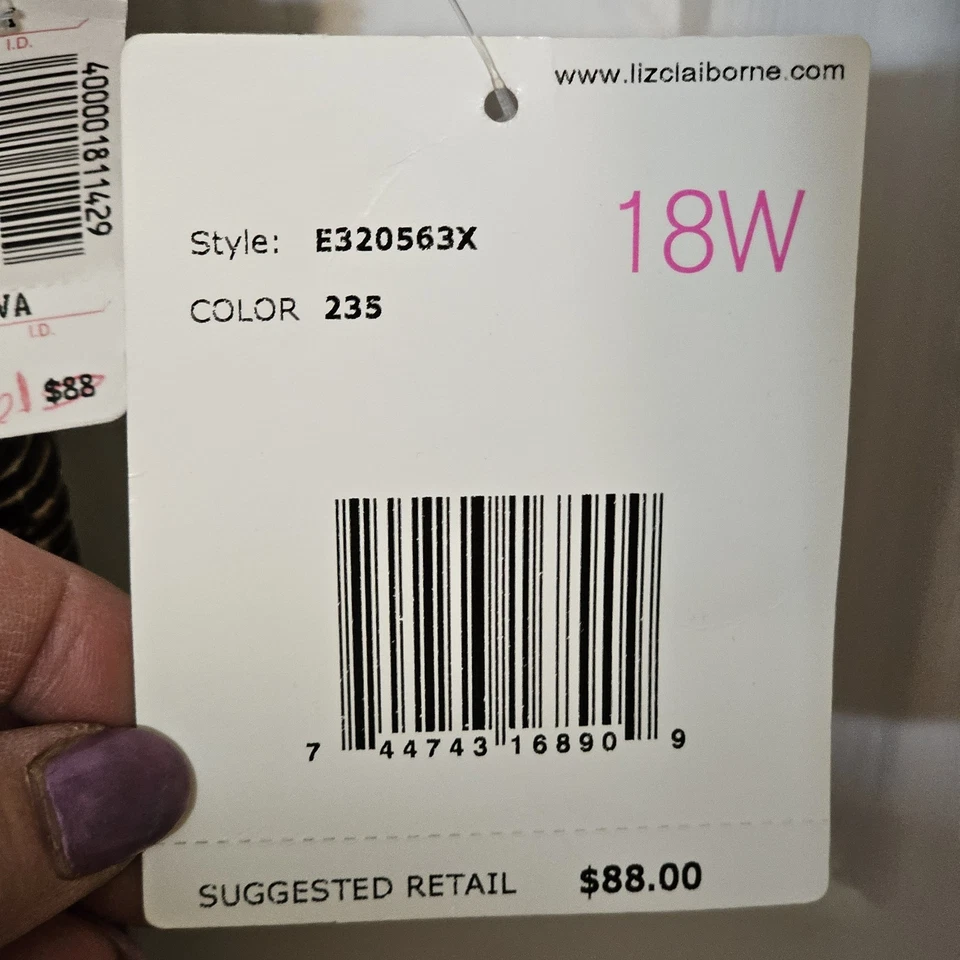 I.D.
400001811429
I.D.
$88
www.lizclaiborne.com
18W
Style: E320563X
COLOR 235
7 44743 16890 9
SUGGESTED RETAIL $88.00